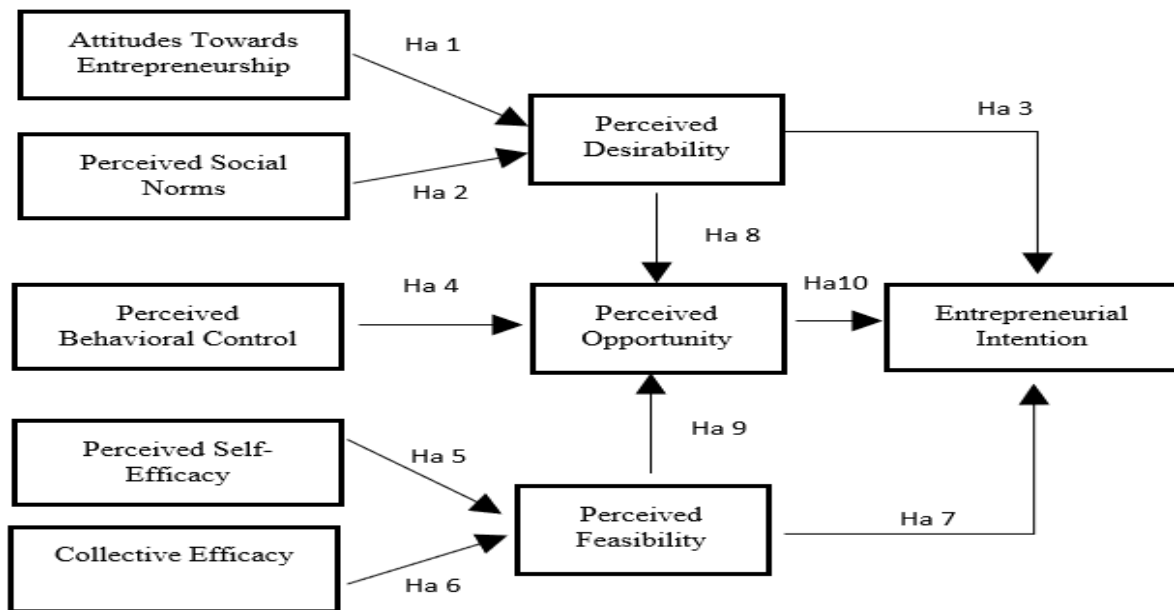 Attitudes Towards
Entrepreneurship
Ha 1
Perceived
Desirability
Ha 3
Perceived Social
Norms
Ha 2
Ha 8
Perceived
Behavioral Control
Ha 4
Perceived
Opportunity
Ha10
Entrepreneurial
Intention
Ha 9
Perceived Self-
Efficacy
Ha 5
Perceived
Feasibility
Ha 7
Collective Efficacy
Ha 6